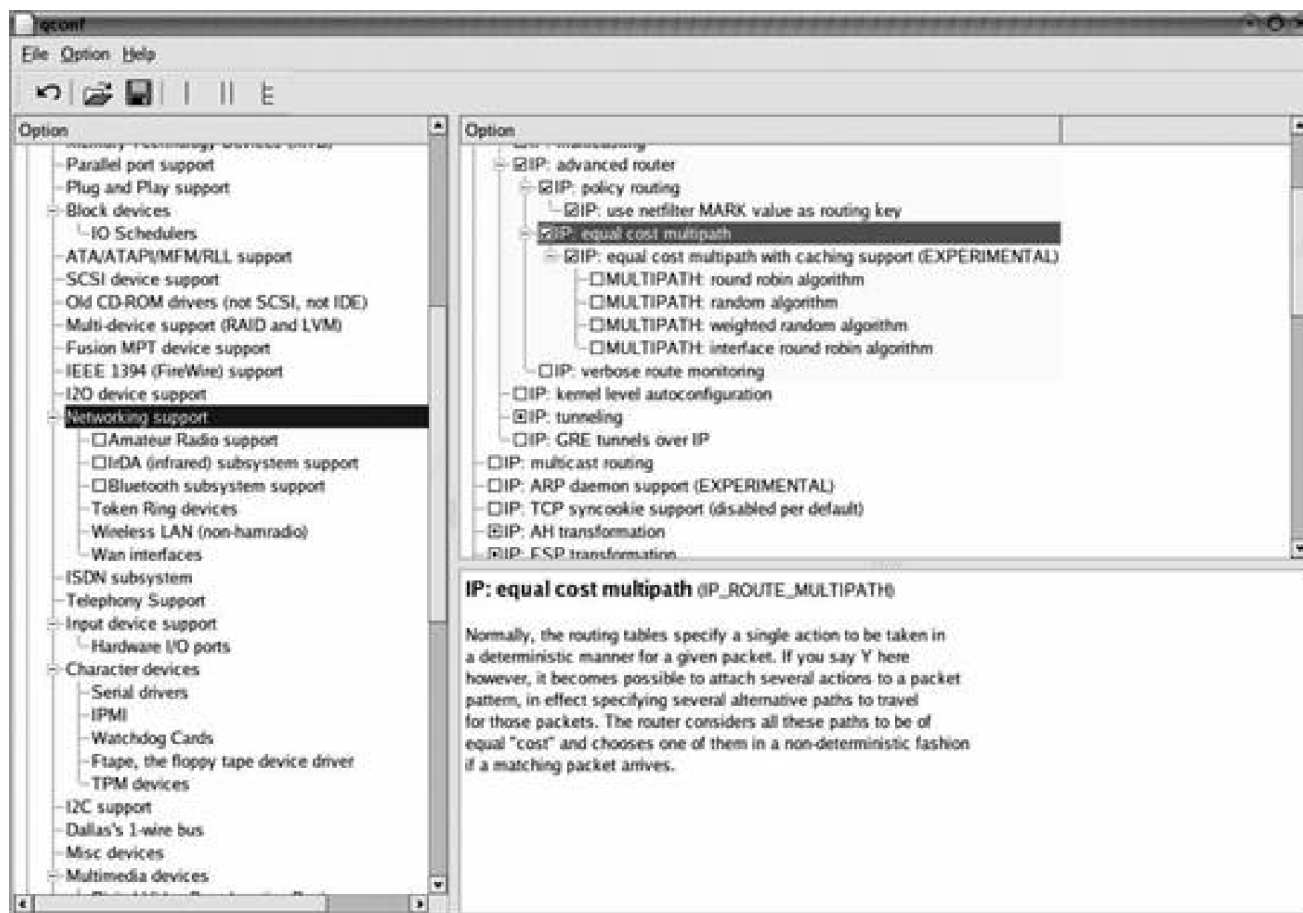 qconf
File Option Help
Option
Parallel port support
Plug and Play support
Block devices
IO Schedulers
ATA/ATAPI/MFM/RLL support
SCSI device support
Old CD-ROM drivers (not SCSI, not IDE)
Multi-device support (RAID and LVM)
Fusion MPT device support
IEEE 1394 (FireWire) support
I2O device support
Networking support
Amateur Radio support
IrDA (infrared) subsystem support
Bluetooth subsystem support
Token Ring devices
Wireless LAN (non-hamradio)
Wan interfaces
ISDN subsystem
Telephony Support
Input device support
Hardware I/O ports
Character devices
Serial drivers
IPMI
Watchdog Cards
Ftape, the floppy tape device driver
TPM devices
I2C support
Dallas's 1-wire bus
Misc devices
Multimedia devices
Option
IP: advanced router
IP: policy routing
IP: use netfilter MARK value as routing key
IP: equal cost multipath
IP: equal cost multipath with caching support (EXPERIMENTAL)
MULTIPATH: round robin algorithm
MULTIPATH: random algorithm
MULTIPATH: weighted random algorithm
MULTIPATH: interface round robin algorithm
IP: verbose route monitoring
IP: kernel level autoconfiguration
IP: tunneling
IP: GRE tunnels over IP
IP: multicast routing
IP: ARP daemon support (EXPERIMENTAL)
IP: TCP syncookie support (disabled per default)
IP: AH transformation
IP: ESP transformation
IP: equal cost multipath (IP_ROUTE_MULTIPATH)
Normally, the routing tables specify a single action to be taken in
a deterministic manner for a given packet. If you say Y here
however, it becomes possible to attach several actions to a packet
pattern, in effect specifying several alternative paths to travel
for those packets. The router considers all these paths to be of
equal "cost" and chooses one of them in a non-deterministic fashion
if a matching packet arrives.